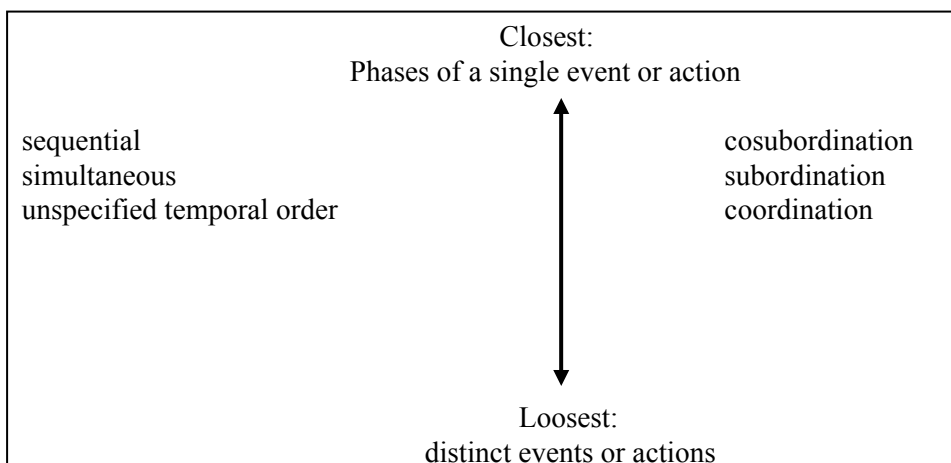 Closest:
Phases of a single event or action
sequential
simultaneous
unspecified temporal order
cosubordination
subordination
coordination
Loosest:
distinct events or actions